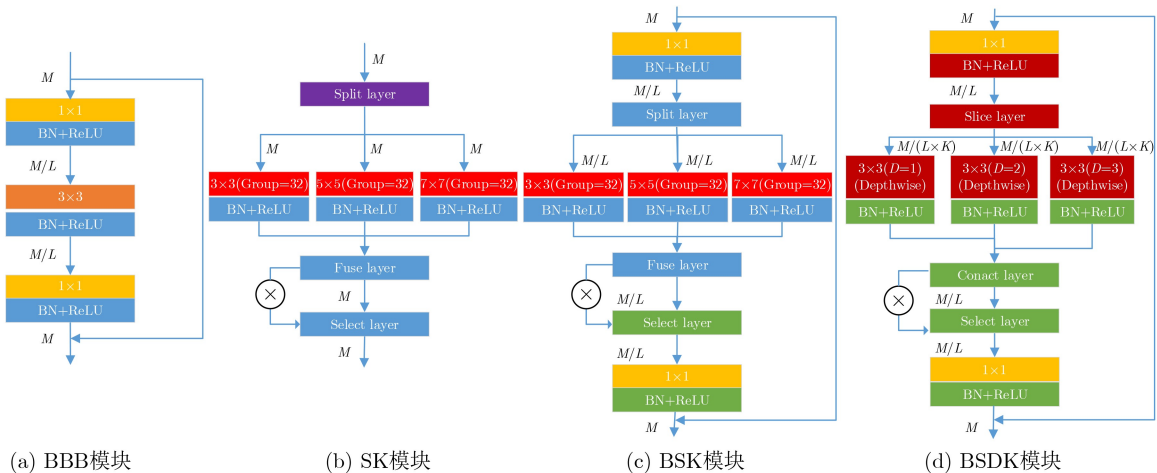 M
1×1
BN+ReLU
M/L
3×3
BN+ReLU
M/L
1×1
BN+ReLU
M
(a) BBB模块
M
Split layer
M
M
M
3×3(Group=32)
5×5(Group=32)
7×7(Group=32)
BN+ReLU
BN+ReLU
BN+ReLU
Fuse layer
×
M
Select layer
M
(b) SK模块
M
1×1
BN+ReLU
M/L
Split layer
M/L
M/L
M/L
3×3(Group=32)
5×5(Group=32)
7×7(Group=32)
BN+ReLU
BN+ReLU
BN+ReLU
Fuse layer
×
M/L
Select layer
M/L
1×1
BN+ReLU
M
(c) BSK模块
M
1×1
BN+ReLU
M/L
Slice layer
M/(L×K)
M/(L×K)
M/(L×K)
3×3(D=1)
(Depthwise)
3×3(D=2)
(Depthwise)
3×3(D=3)
(Depthwise)
BN+ReLU
BN+ReLU
BN+ReLU
Conact layer
×
M/L
Select layer
M/L
1×1
BN+ReLU
M
(d) BSDK模块